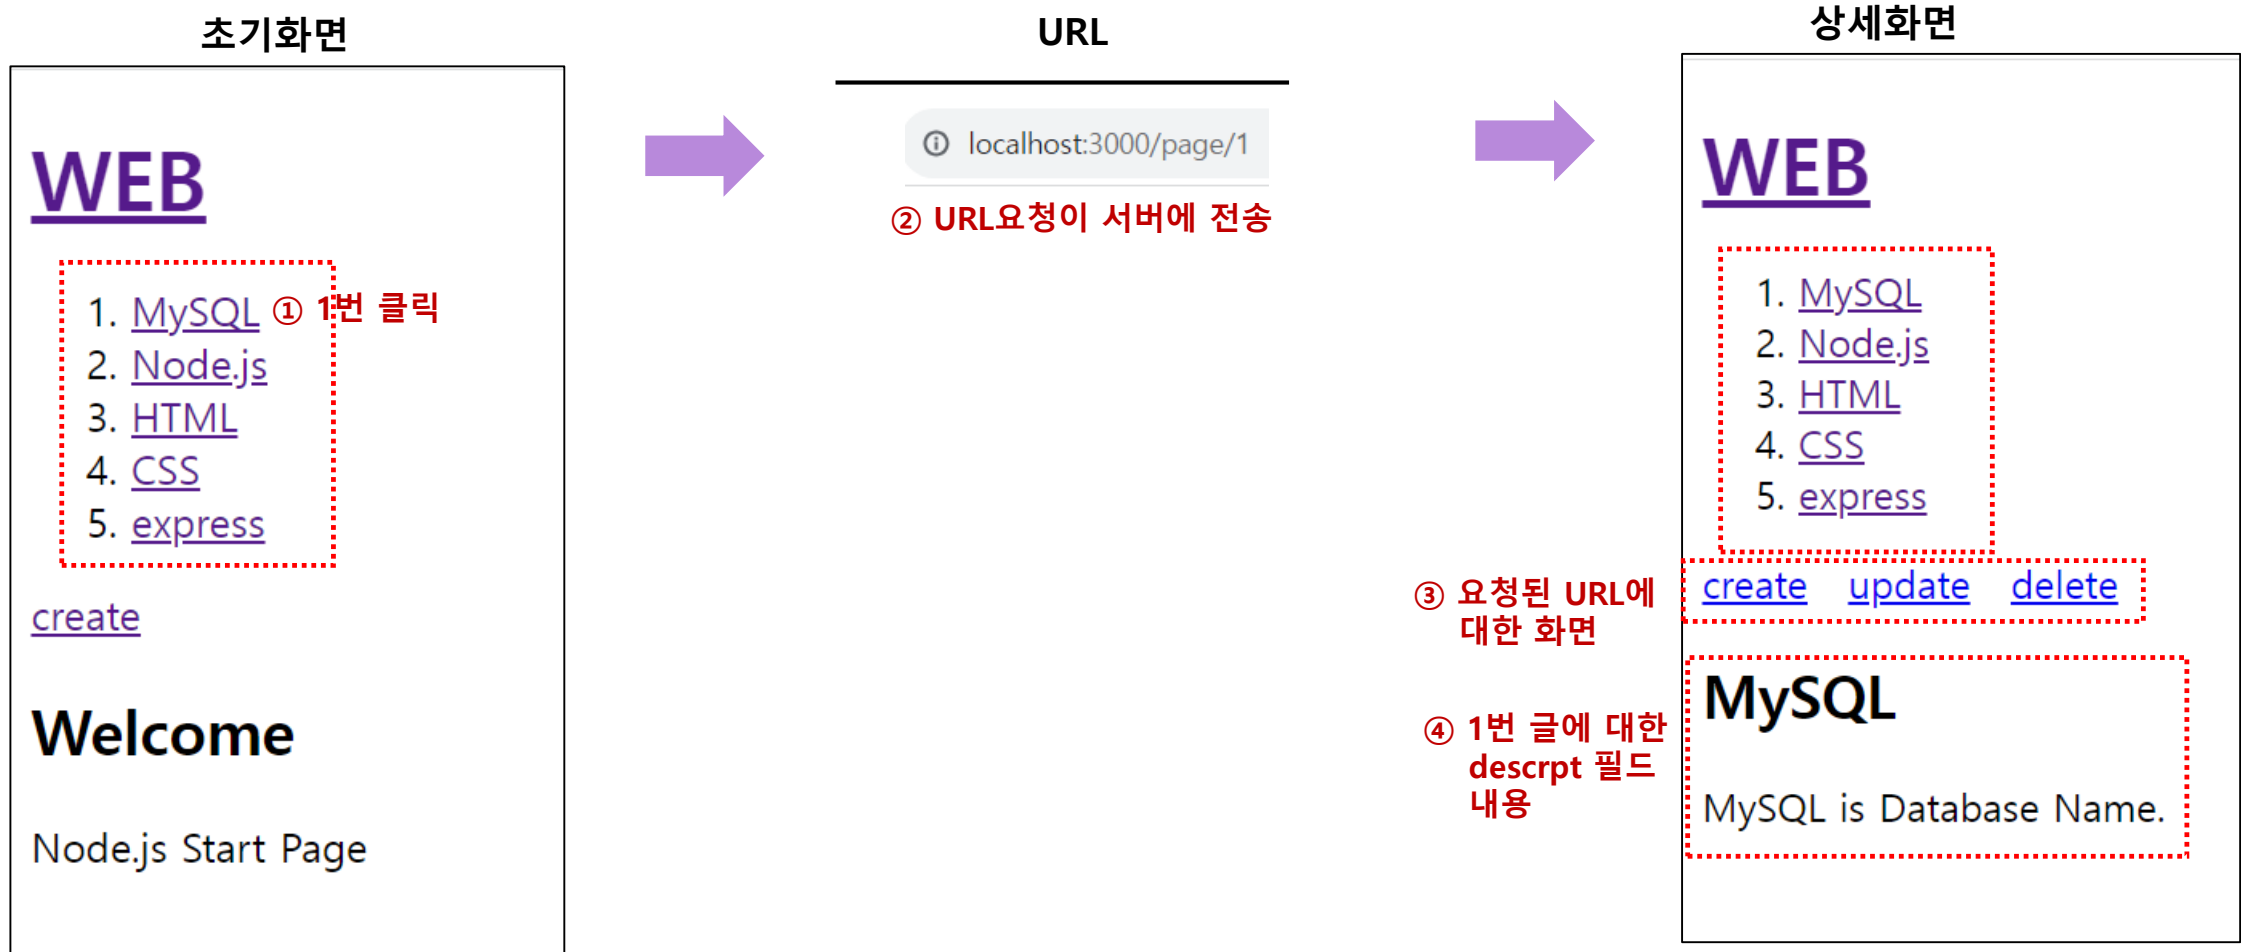 초기화면
WEB
1. MySQL ① 1번 클릭
2. Node.js
3. HTML
4. CSS
5. express
create
Welcome
Node.js Start Page
URL
localhost:3000/page/1
② URL요청이 서버에 전송
③ 요청된 URL에
대한 화면
④ 1번 글에 대한
descrpt 필드
내용
상세화면
WEB
1. MySQL
2. Node.js
3. HTML
4. CSS
5. express
create update delete
MySQL
MySQL is Database Name.